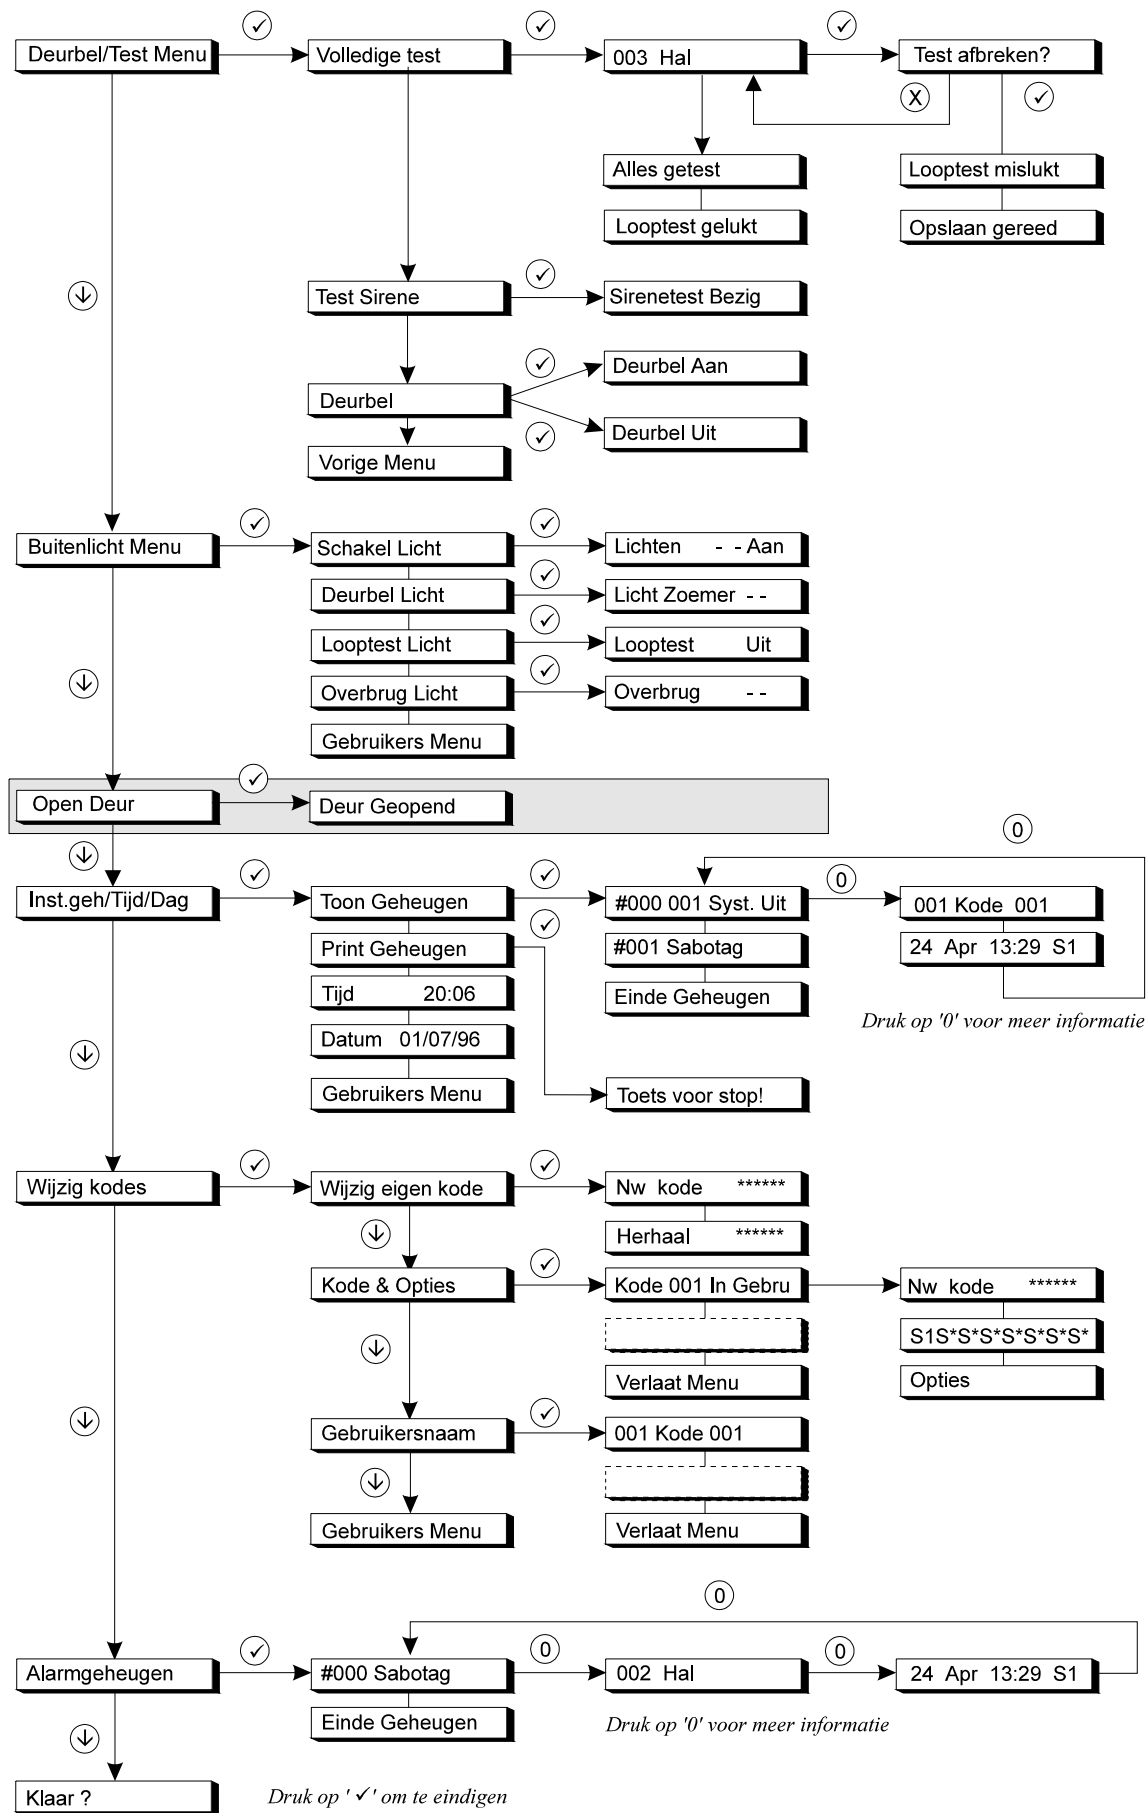 ✓ ✓ ✓
Deurbel/Test Menu Volledige test 003 Hal Test afbreken?
X ✓
Alles getest Looptest mislukt
Looptest gelukt Opslaan gereed
✓
↓ Test Sirene Sirenetest Bezig
✓ Deurbel Aan
Deurbel
✓ Deurbel Uit
Vorige Menu
✓ ✓
Buitenlicht Menu Schakel Licht Lichten - - Aan
✓
Deurbel Licht Licht Zoemer - -
✓
Looptest Licht Looptest Uit
✓
↓ Overbrug Licht Overbrug - -
Gebruikers Menu
✓
Open Deur Deur Geopend
0
↓ ✓ ✓ 0
Inst.geh/Tijd/Dag Toon Geheugen #000 001 Syst. Uit 001 Kode 001
✓
Print Geheugen #001 Sabotag 24 Apr 13:29 S1
Tijd 20:06 Einde Geheugen
Druk op '0' voor meer informatie
Datum 01/07/96
↓
Gebruikers Menu Toets voor stop!
✓ ✓
Wijzig kodes Wijzig eigen kode Nw kode ******
↓ Herhaal ******
✓
Kode & Opties Kode 001 In Gebru Nw kode ******
S1S*S*S*S*S*S*S*
↓
Verlaat Menu Opties
↓ ✓
Gebruikersnaam 001 Kode 001
↓
Gebruikers Menu Verlaat Menu
0
✓ 0 0
Alarmgeheugen #000 Sabotag 002 Hal 24 Apr 13:29 S1
Einde Geheugen Druk op '0' voor meer informatie
↓
Klaar ? Druk op ' ✓' om te eindigen